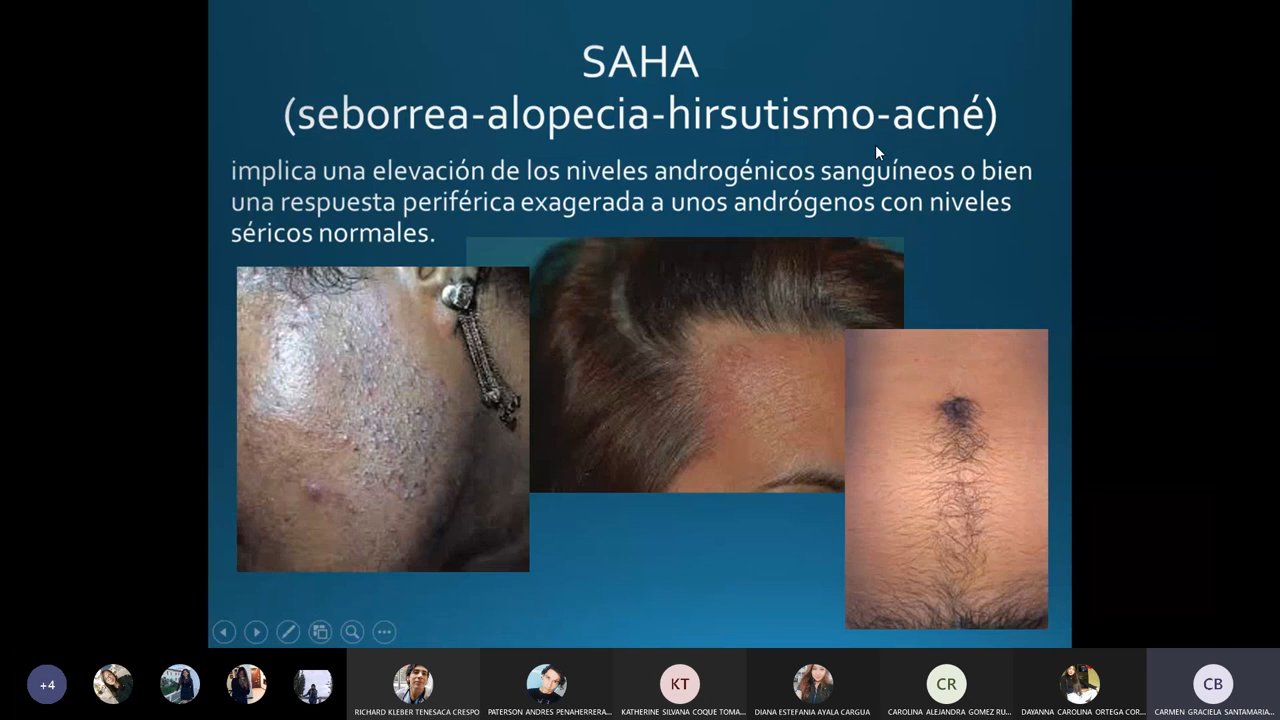 SAHA
(seborrea-alopecia-hirsutismo-acné)
implica una elevación de los niveles androgénicos sanguíneos o bien
una respuesta periférica exagerada a unos andrógenos con niveles
séricos normales.
+4
KT
CR
CB
RICHARD KLEBER TENESACA CRESPO
PATERSON ANDRES PENAHERRERA...
KATHERINE SILVANA COQUE TOMA...
DIANA ESTEFANIA AYALA CARGUA
CAROLINA ALEJANDRA GOMEZ RU...
DAYANNA CAROLINA ORTEGA COR...
CARMEN GRACIELA SANTAMARIA...